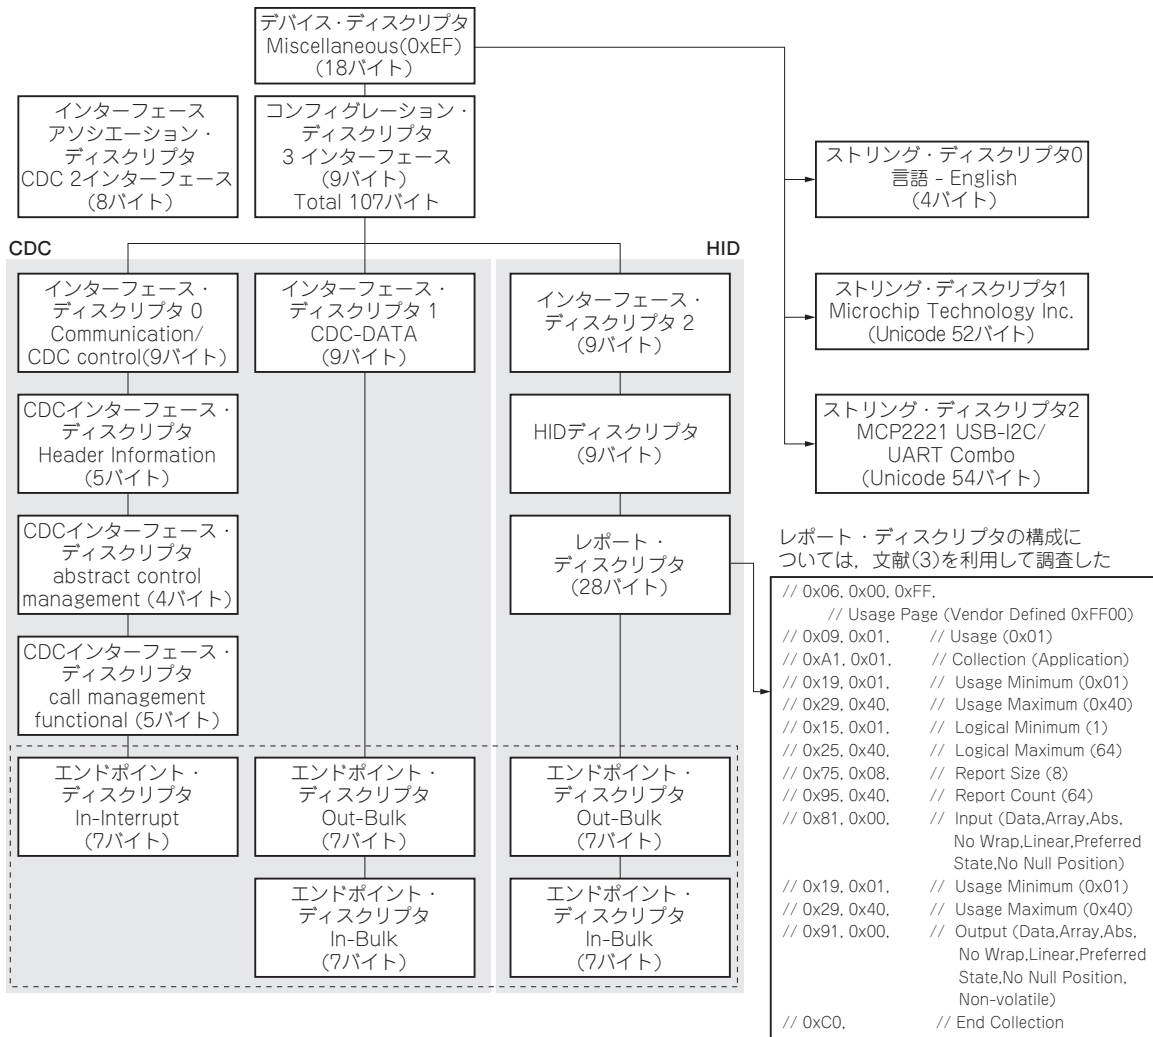 デバイス・ディスクリプタ
Miscellaneous(0xEF)
(18バイト)
インターフェース
アソシエーション・
ディスクリプタ
CDC 2インターフェース
(8バイト)
コンフィグレーション・
ディスクリプタ
3 インターフェース
(9バイト)
Total 107バイト
ストリング・ディスクリプタ0
言語 - English
(4バイト)
ストリング・ディスクリプタ1
Microchip Technology Inc.
(Unicode 52バイト)
ストリング・ディスクリプタ2
MCP2221 USB-I2C/
UART Combo
(Unicode 54バイト)
CDC
HID
インターフェース・
ディスクリプタ 0
Communication/
CDC control(9バイト)
インターフェース・
ディスクリプタ 1
CDC-DATA
(9バイト)
インターフェース・
ディスクリプタ 2
(9バイト)
CDCインターフェース・
ディスクリプタ
Header Information
(5バイト)
HIDディスクリプタ
(9バイト)
CDCインターフェース・
ディスクリプタ
abstract control
management (4バイト)
レポート・
ディスクリプタ
(28バイト)
CDCインターフェース・
ディスクリプタ
call management
functional (5バイト)
エンドポイント・
ディスクリプタ
In-Interrupt
(7バイト)
エンドポイント・
ディスクリプタ
Out-Bulk
(7バイト)
エンドポイント・
ディスクリプタ
Out-Bulk
(7バイト)
エンドポイント・
ディスクリプタ
In-Bulk
(7バイト)
エンドポイント・
ディスクリプタ
In-Bulk
(7バイト)
レポート・ディスクリプタの構成に
ついては，文献(3)を利用して調査した
// 0x06, 0x00, 0xFF,
// Usage Page (Vendor Defined 0xFF00)
// 0x09, 0x01, // Usage (0x01)
// 0xA1, 0x01, // Collection (Application)
// 0x19, 0x01, // Usage Minimum (0x01)
// 0x29, 0x40, // Usage Maximum (0x40)
// 0x15, 0x01, // Logical Minimum (1)
// 0x25, 0x40, // Logical Maximum (64)
// 0x75, 0x08, // Report Size (8)
// 0x95, 0x40, // Report Count (64)
// 0x81, 0x00, // Input (Data,Array,Abs,
No Wrap,Linear,Preferred
State,No Null Position)
// 0x19, 0x01, // Usage Minimum (0x01)
// 0x29, 0x40, // Usage Maximum (0x40)
// 0x91, 0x00, // Output (Data,Array,Abs,
No Wrap,Linear,Preferred
State,No Null Position,
Non-volatile)
// 0xC0, // End Collection